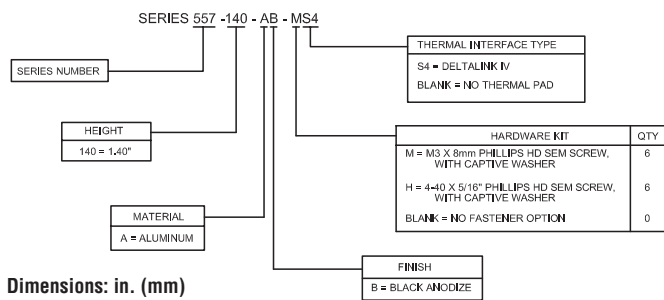 SERIES 557 -140 - AB - MS4
THERMAL INTERFACE TYPE
S4 = DELTALINK IV
BLANK = NO THERMAL PAD
SERIES NUMBER
HEIGHT
140 = 1.40"
HARDWARE KIT QTY
M = M3 X 8mm PHILLIPS HD SEM SCREW, 6
WITH CAPTIVE WASHER
H = 4-40 X 5/16" PHILLIPS HD SEM SCREW, 6
WITH CAPTIVE WASHER
BLANK = NO FASTENER OPTION 0
MATERIAL
A = ALUMINUM
FINISH
B = BLACK ANODIZE
Dimensions: in. (mm)